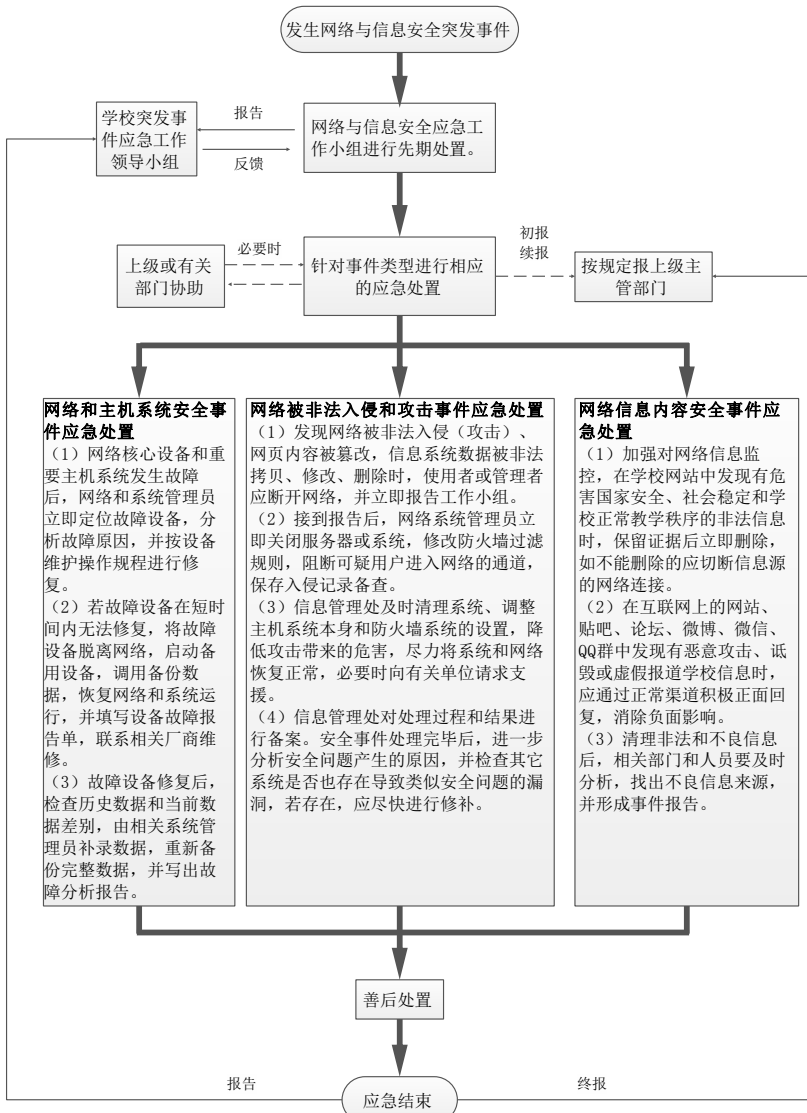 发生网络与信息安全突发事件
学校突发事
件应急工作
领导小组
报告
反馈
网络与信息安全应急工
作小组进行先期处置。
上级或有关
部门协助
必要时
针对事件类型进行相应
的应急处置
初报
续报
按规定报上级主
管部门
网络和主机系统安全事
件应急处置
（1）网络核心设备和重
要主机系统发生故障
后，网络和系统管理员
立即定位故障设备，分
析故障原因，并按设备
维护操作规程进行修
复。
（2）若故障设备在短时
间内无法修复，将故障
设备脱离网络，启动备
用设备，调用备份数
据，恢复网络和系统运
行，并填写设备故障报
告单，联系相关厂商维
修。
（3）故障设备修复后，
检查历史数据和当前数
据差别，由相关系统管
理员补录数据，重新备
份完整数据，并写出故
障分析报告。
网络被非法入侵和攻击事件应急处置
（1）发现网络被非法入侵（攻击）、
网页内容被篡改，信息系统数据被非法
拷贝、修改、删除时，使用者或管理者
应断开网络，并立即报告工作小组。
（2）接到报告后，网络系统管理员立
即关闭服务器或系统，修改防火墙过滤
规则，阻断可疑用户进入网络的通道，
保存入侵记录备查。
（3）信息管理处及时清理系统、调整
主机系统本身和防火墙系统的设置，降
低攻击带来的危害，尽力将系统和网络
恢复正常，必要时向有关单位请求支
援。
（4）信息管理处对处理过程和结果进
行备案。安全事件处理完毕后，进一步
分析安全问题产生的原因，并检查其它
系统是否也存在导致类似安全问题的漏
洞，若存在，应尽快进行修补。
网络信息内容安全事件应
急处置
（1）加强对网络信息监
控，在学校网站中发现有危
害国家安全、社会稳定和学
校正常教学秩序的非法信息
时，保留证据后立即删除，
如不能删除的应切断信息源
的网络连接。
（2）在互联网上的网站、
贴吧、论坛、微博、微信、
QQ群中发现有恶意攻击、诋
毁或虚假报道学校信息时，
应通过正常渠道积极正面回
复，消除负面影响。
（3）清理非法和不良信息
后，相关部门和人员要及时
分析，找出不良信息来源，
并形成事件报告。
善后处置
报告
应急结束
终报